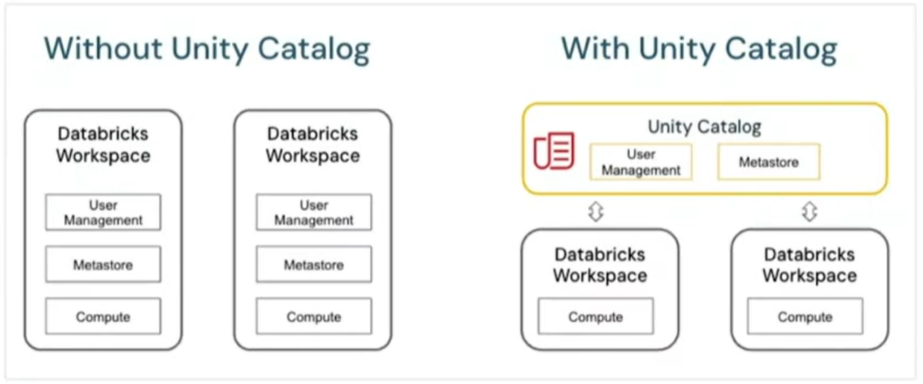 Without Unity Catalog
Databricks
Workspace
User
Management
Metastore
Compute
Databricks
Workspace
User
Management
Metastore
Compute
With Unity Catalog
Unity Catalog
User
Management
Metastore
Databricks
Workspace
Compute
Databricks
Workspace
Compute